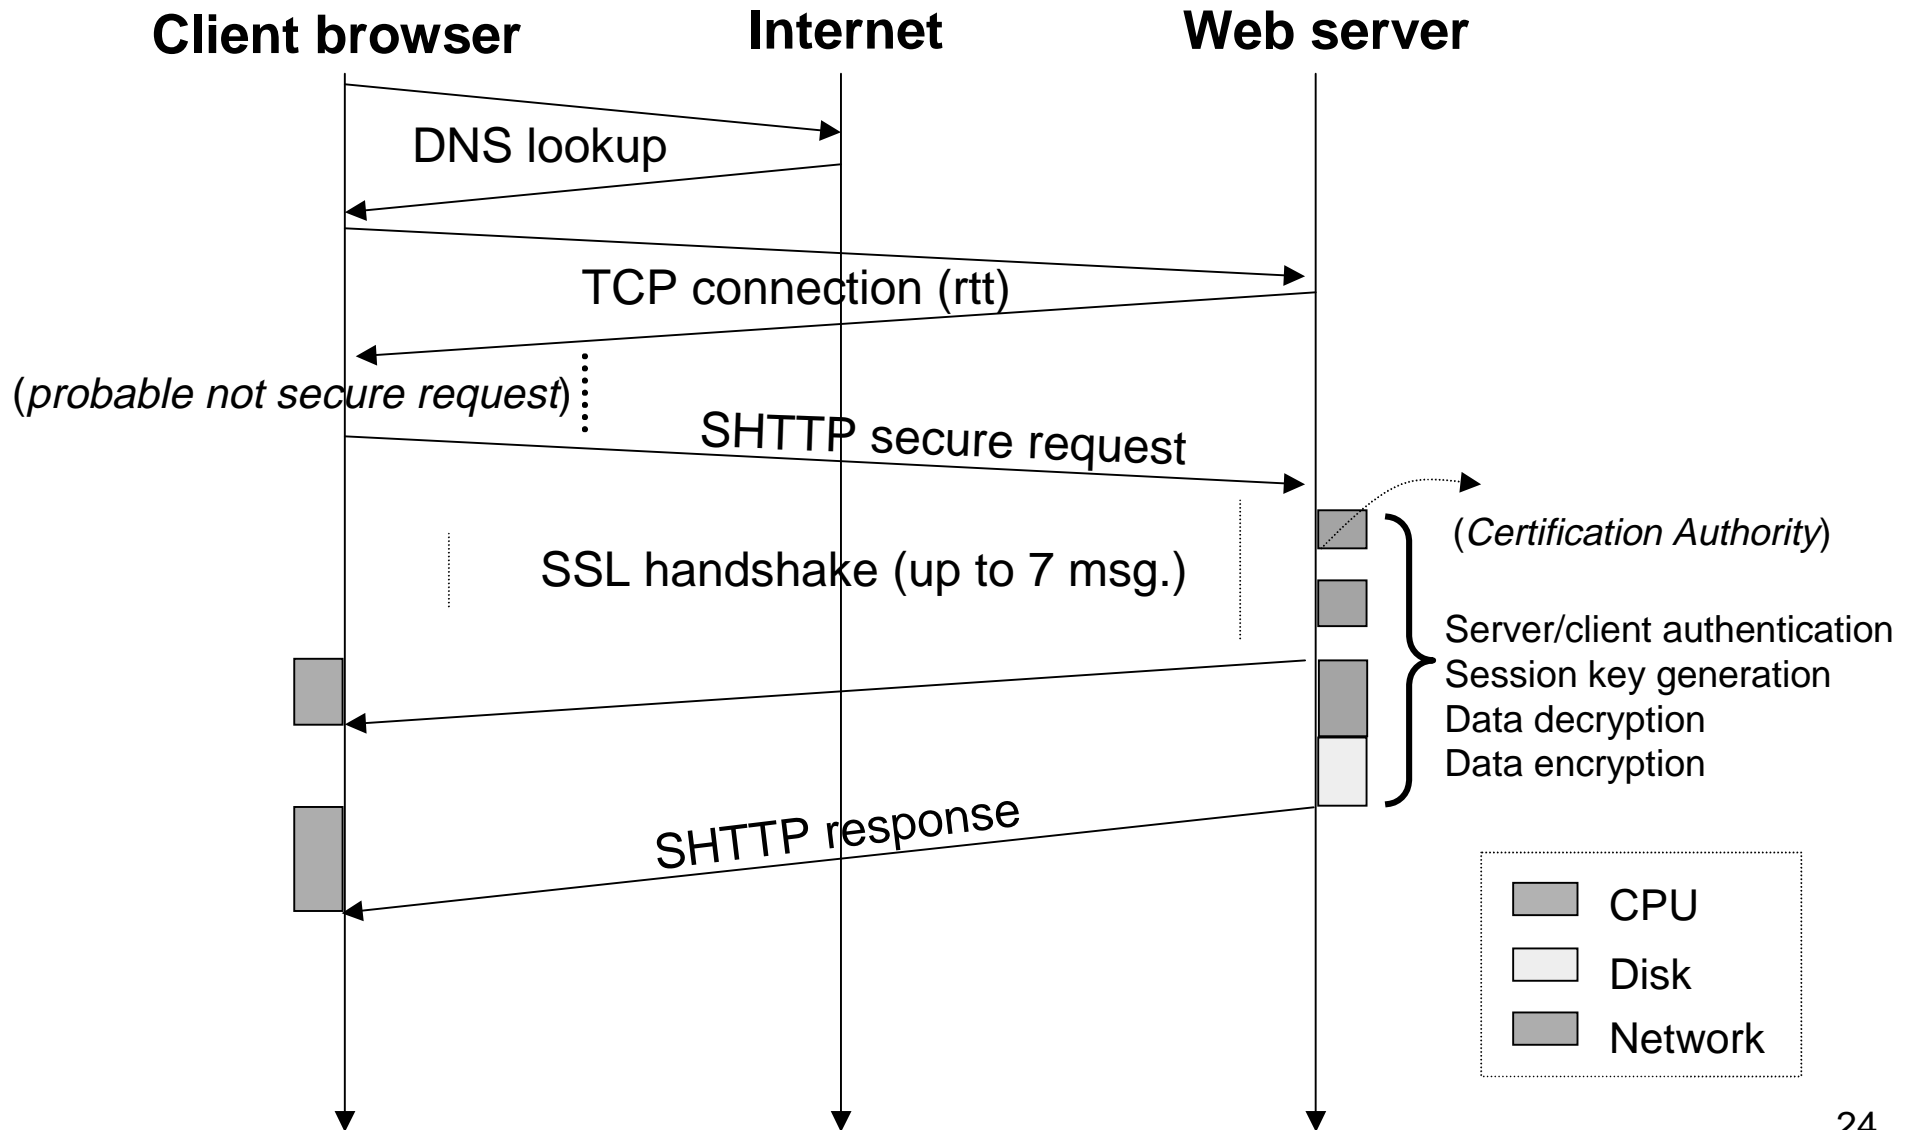 Client browser
Internet
Web server
DNS lookup
TCP connection (rtt)
(probable not secure request)
SHTTP secure request
(Certification Authority)
SSL handshake (up to 7 msg.)
Server/client authentication
Session key generation
Data decryption
Data encryption
SHTTP response
CPU
Disk
Network
24